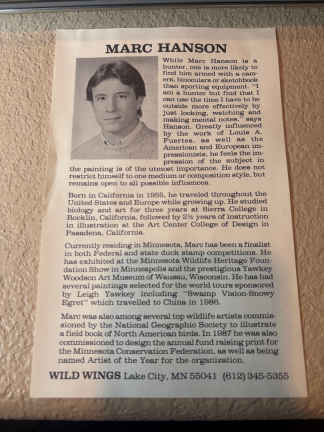 MARC HANSON
While Marc Hanson is a
hunter, one is more likely to
find him armed with a cam-
era, binoculars or sketchbook
than sporting equipment. "I
am a hunter but find that I
can use the time I have to be
outside more effectively by
just looking, watching and
making mental notes," says
Hanson. Greatly influenced
by the work of Louis A.
Fuertes, as well as the
American and European im-
pressionists, he feels the im-
pression of the subject in
the painting is of the utmost importance. He does not
restrict himself to one medium or composition style, but
remains open to all possible influences.
Born in California in 1955, he traveled throughout the
United States and Europe while growing up. He studied
biology and art for three years at Sierra College in
Rocklin, California, followed by 2½ years of instruction
in illustration at the Art Center College of Design in
Pasadena, California.
Currently residing in Minnesota, Marc has been a finalist
in both Federal and state duck stamp competitions. He
has exhibited at the Minnesota Wildlife Heritage Foun-
dation Show in Minneapolis and the prestigious Yawkey
Woodson Art Museum of Wausau, Wisconsin. He has had
several paintings selected for the world tours sponsored
by Leigh Yawkey including "Swamp Vision-Snowy
Egret" which travelled to China in
Marc was also among several top wildlife artists commis-
sioned by the National Geographic Society to illustrate
a field book of North American birds. In 1987 he was also
commissioned to design the annual fund raising print for
the Minnesota Conservation Federation, as well as being
named Artist of the Year for the organization.
WILD WINGS Lake City, MN 55041 (612) 345-5355